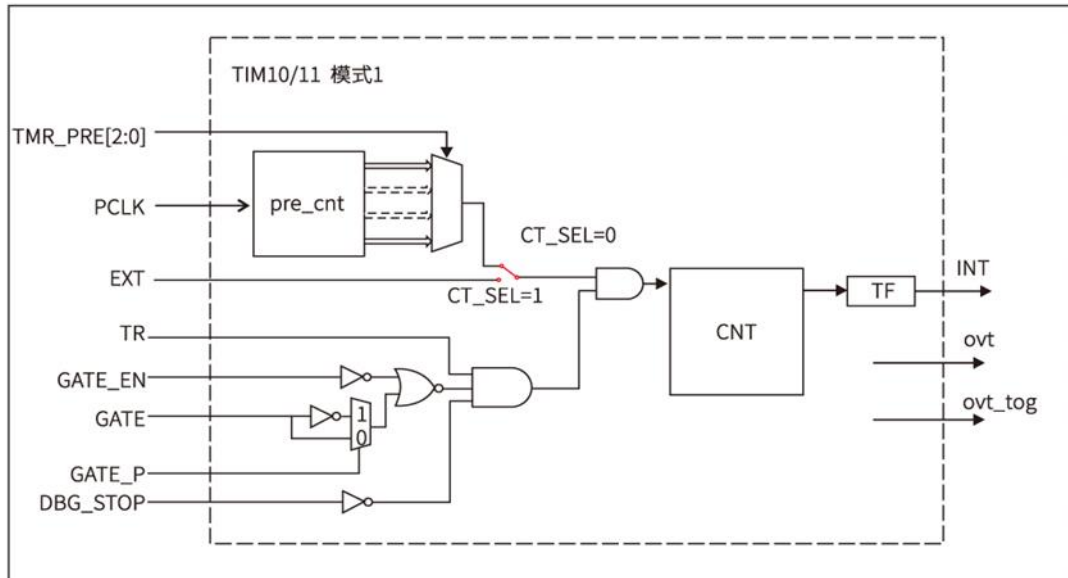 TIM10/11 模式1
TMR_PRE[2:0]
PCLK
pre_cnt
CT_SEL=0
EXT
CT_SEL=1
INT
TF
CNT
TR
ovt
GATE_EN
GATE
1
0
ovt_tog
GATE_P
DBG_STOP